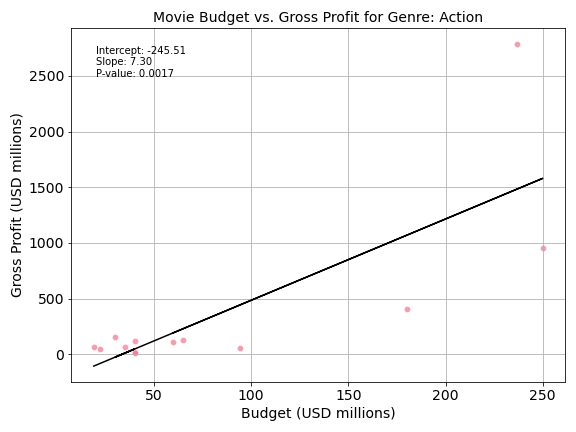 Movie Budget vs. Gross Profit for Genre: Action
Intercept: -245.51
Slope: 7.30
P-value: 0.0017
Gross Profit (USD millions)
2500
2000
1500
1000
500
0
50
100
150
200
250
Budget (USD millions)